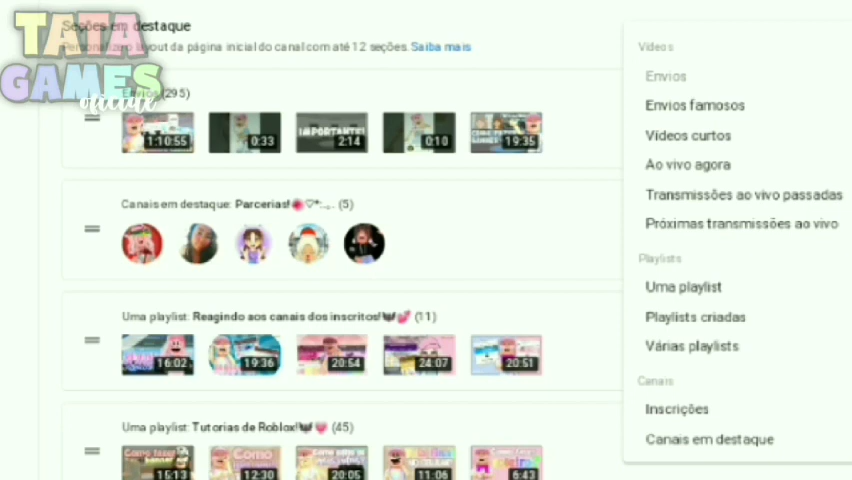 TATA
GAMES
oficialx
Seções em destaque
Personalize o layout da página inicial do canal com até 12 seções. Saiba mais
Envios (295)
1:10:55
0:33
IMPORTANTE!
2:14
0:10
19:35
Canais em destaque: Parcerias!🌺♡*:.,. (5)
Uma playlist: Reagindo aos canais dos inscritos! 💕 (11)
16:02
19:36
20:54
24:07
20:51
Uma playlist: Tutorias de Roblox! 💗 (45)
15:13
12:30
20:05
11:06
6:43
Vídeos
Envios
Envios famosos
Vídeos curtos
Ao vivo agora
Transmissões ao vivo passadas
Próximas transmissões ao vivo
Playlists
Uma playlist
Playlists criadas
Várias playlists
Canais
Inscrições
Canais em destaque